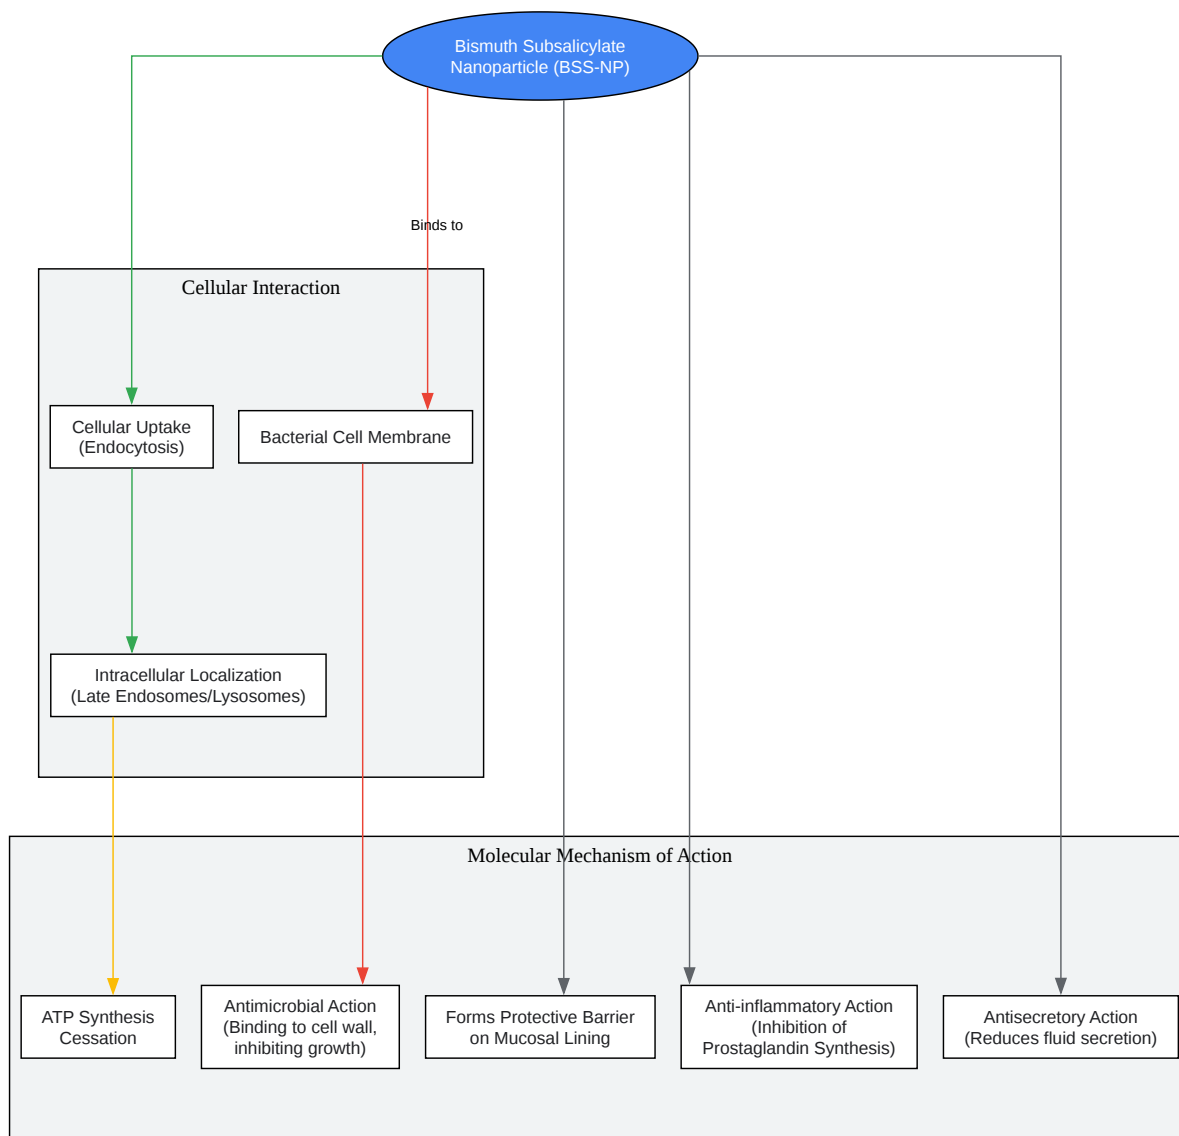 Bismuth Subsalicylate
Nanoparticle (BSS-NP)
Binds to
Cellular Interaction
Cellular Uptake
(Endocytosis)
Bacterial Cell Membrane
Intracellular Localization
(Late Endosomes/Lysosomes)
Molecular Mechanism of Action
ATP Synthesis
Cessation
Antimicrobial Action
(Binding to cell wall,
inhibiting growth)
Forms Protective Barrier
on Mucosal Lining
Anti-inflammatory Action
(Inhibition of
Prostaglandin Synthesis)
Antisecretory Action
(Reduces fluid secretion)